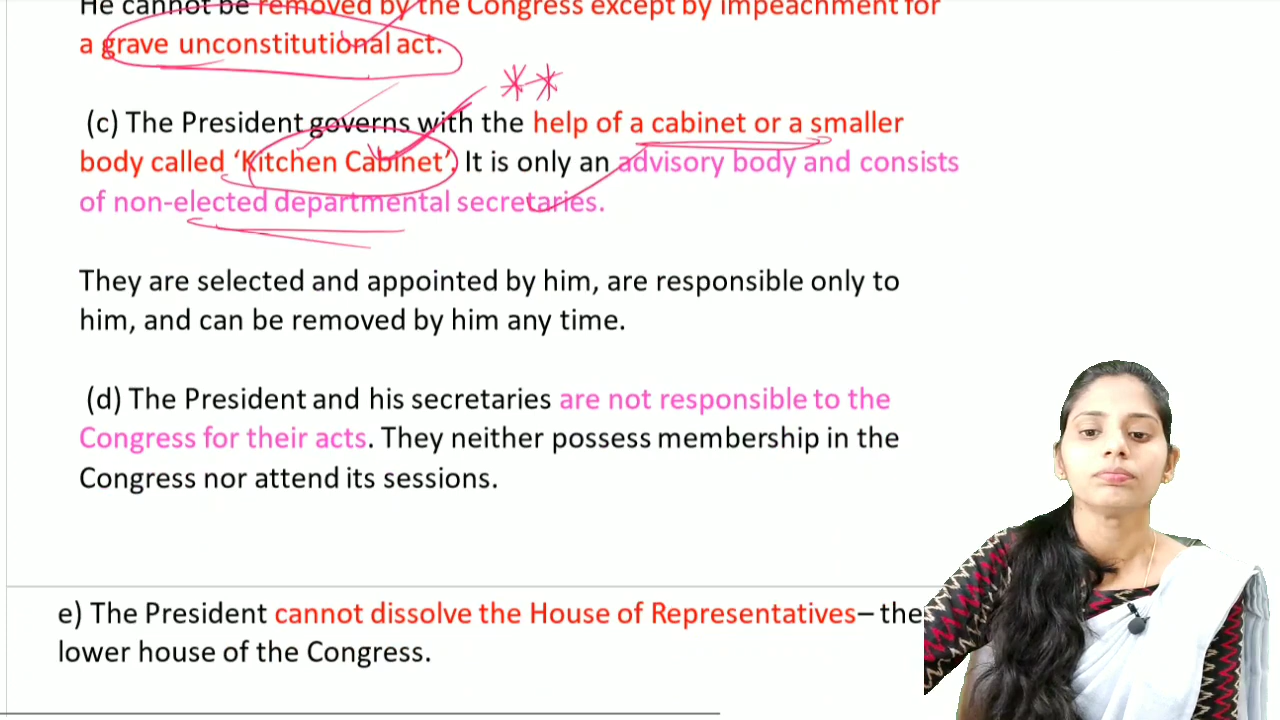 He cannot be removed by the Congress except by impeachment for
a grave unconstitutional act.
(c) The President governs with the help of a cabinet or a smaller
body called ‘Kitchen Cabinet’. It is only an advisory body and consists
of non-elected departmental secretaries.
They are selected and appointed by him, are responsible only to
him, and can be removed by him any time.
(d) The President and his secretaries are not responsible to the
Congress for their acts. They neither possess membership in the
Congress nor attend its sessions.
e) The President cannot dissolve the House of Representatives– the
lower house of the Congress.